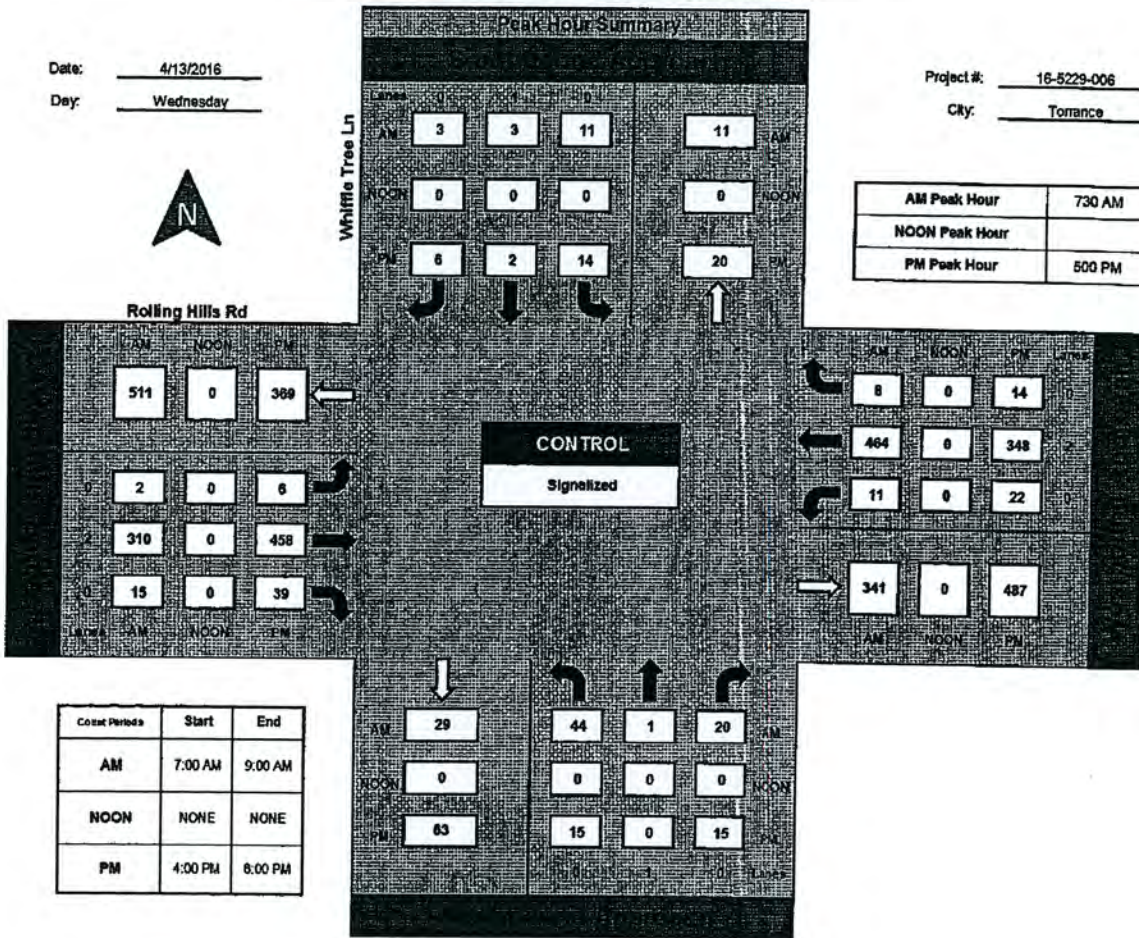 Peak Hour Summary
Date: 4/13/2016
Day: Wednesday
Project #: 16-5229-006
City: Torrance
N
Whiffle Tree Ln
Lanes 0 1 0
AM 3 3 11 11 AM
NOON 0 0 0 0 NOON
PM 6 2 14 20 PM
AM Peak Hour 730 AM
NOON Peak Hour
PM Peak Hour 500 PM
Rolling Hills Rd
AM NOON PM
511 0 369
0 2 0 6
2 310 0 458
0 15 0 39
Lanes AM NOON PM
CONTROL
Signalized
AM NOON PM Lanes
8 0 14 0
464 0 348 2
11 0 22 0
341 0 487
AM NOON PM
Count Periods Start End
AM 7:00 AM 9:00 AM
NOON NONE NONE
PM 4:00 PM 6:00 PM
AM 29 44 1 20 AM
NOON 0 0 0 0 NOON
PM 63 15 0 15 PM
0 1 0 Lanes